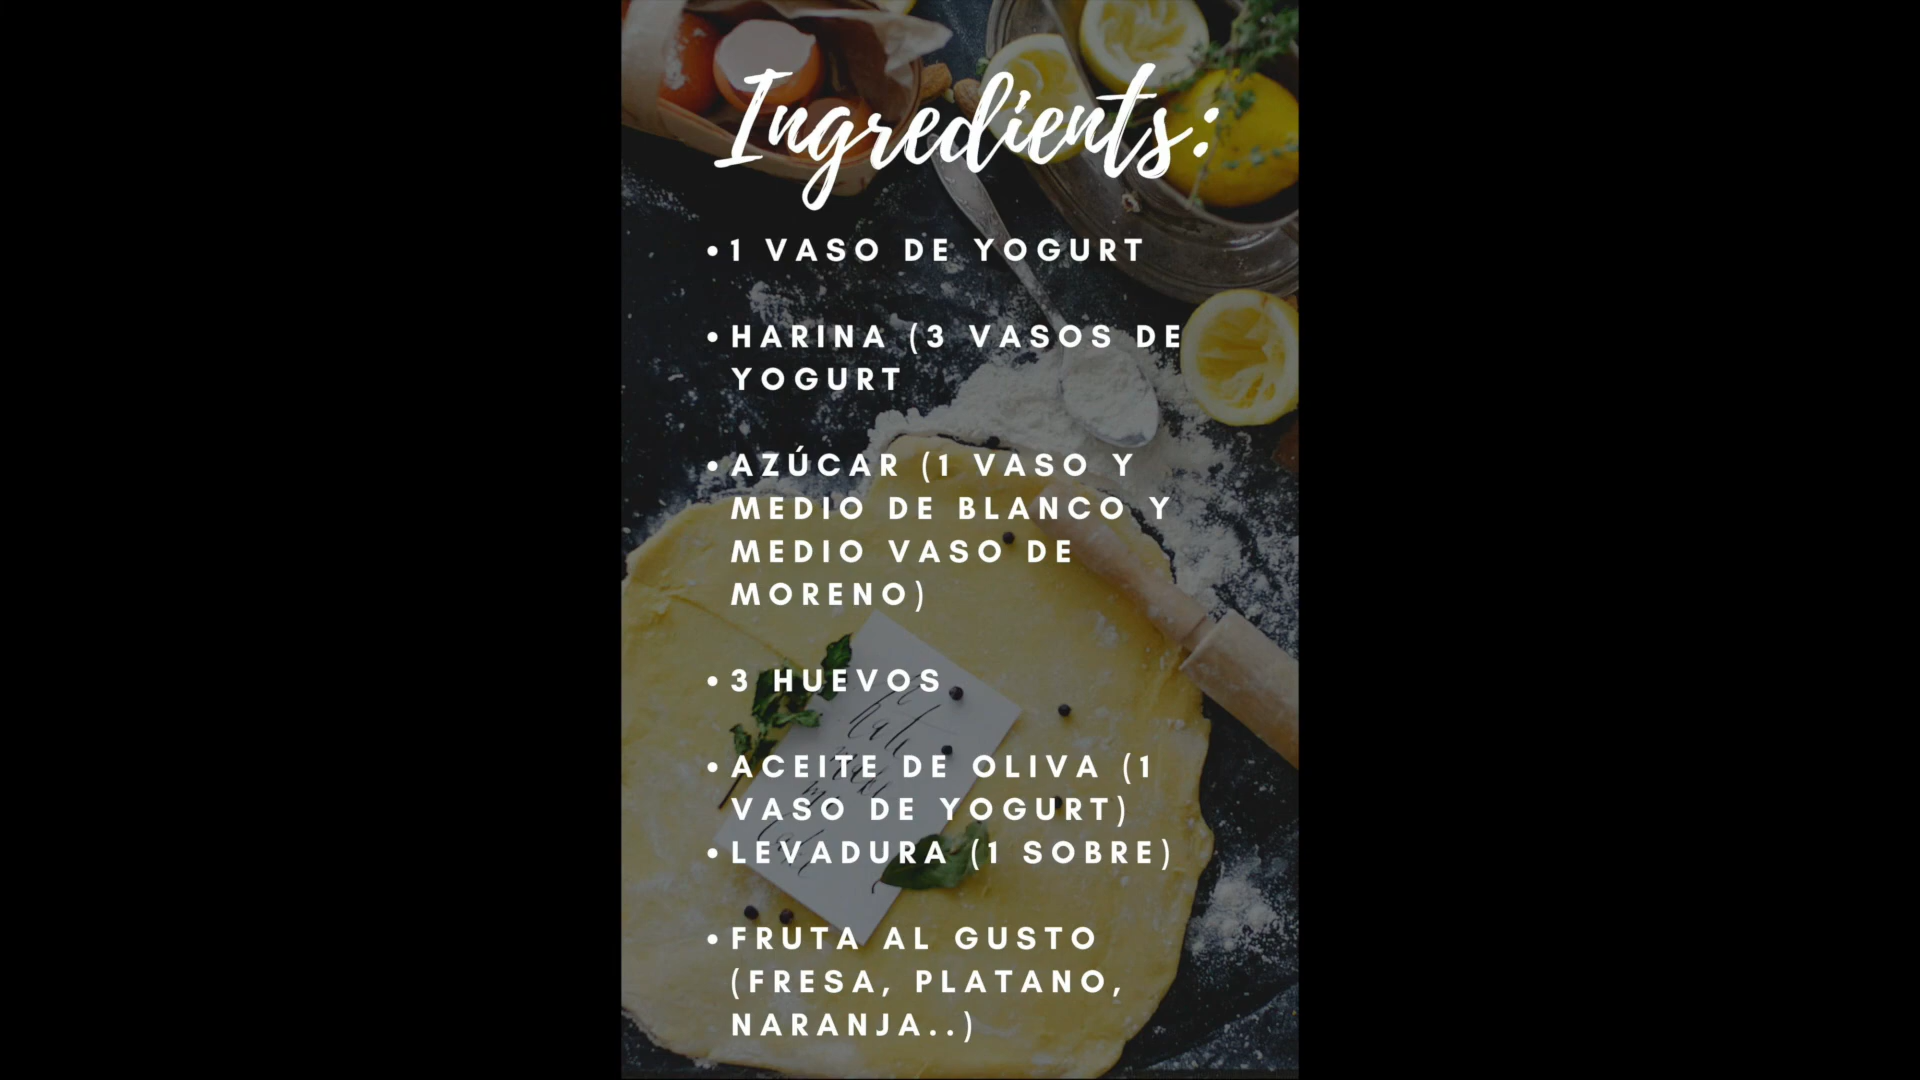 Ingredients:
• 1 VASO DE YOGURT
• HARINA (3 VASOS DE
YOGURT
• AZÚCAR (1 VASO Y
MEDIO DE BLANCO Y
MEDIO VASO DE
MORENO)
• 3 HUEVOS
• ACEITE DE OLIVA (1
VASO DE YOGURT)
• LEVADURA (1 SOBRE)
• FRUTA AL GUSTO
(FRESA, PLATANO,
NARANJA..)